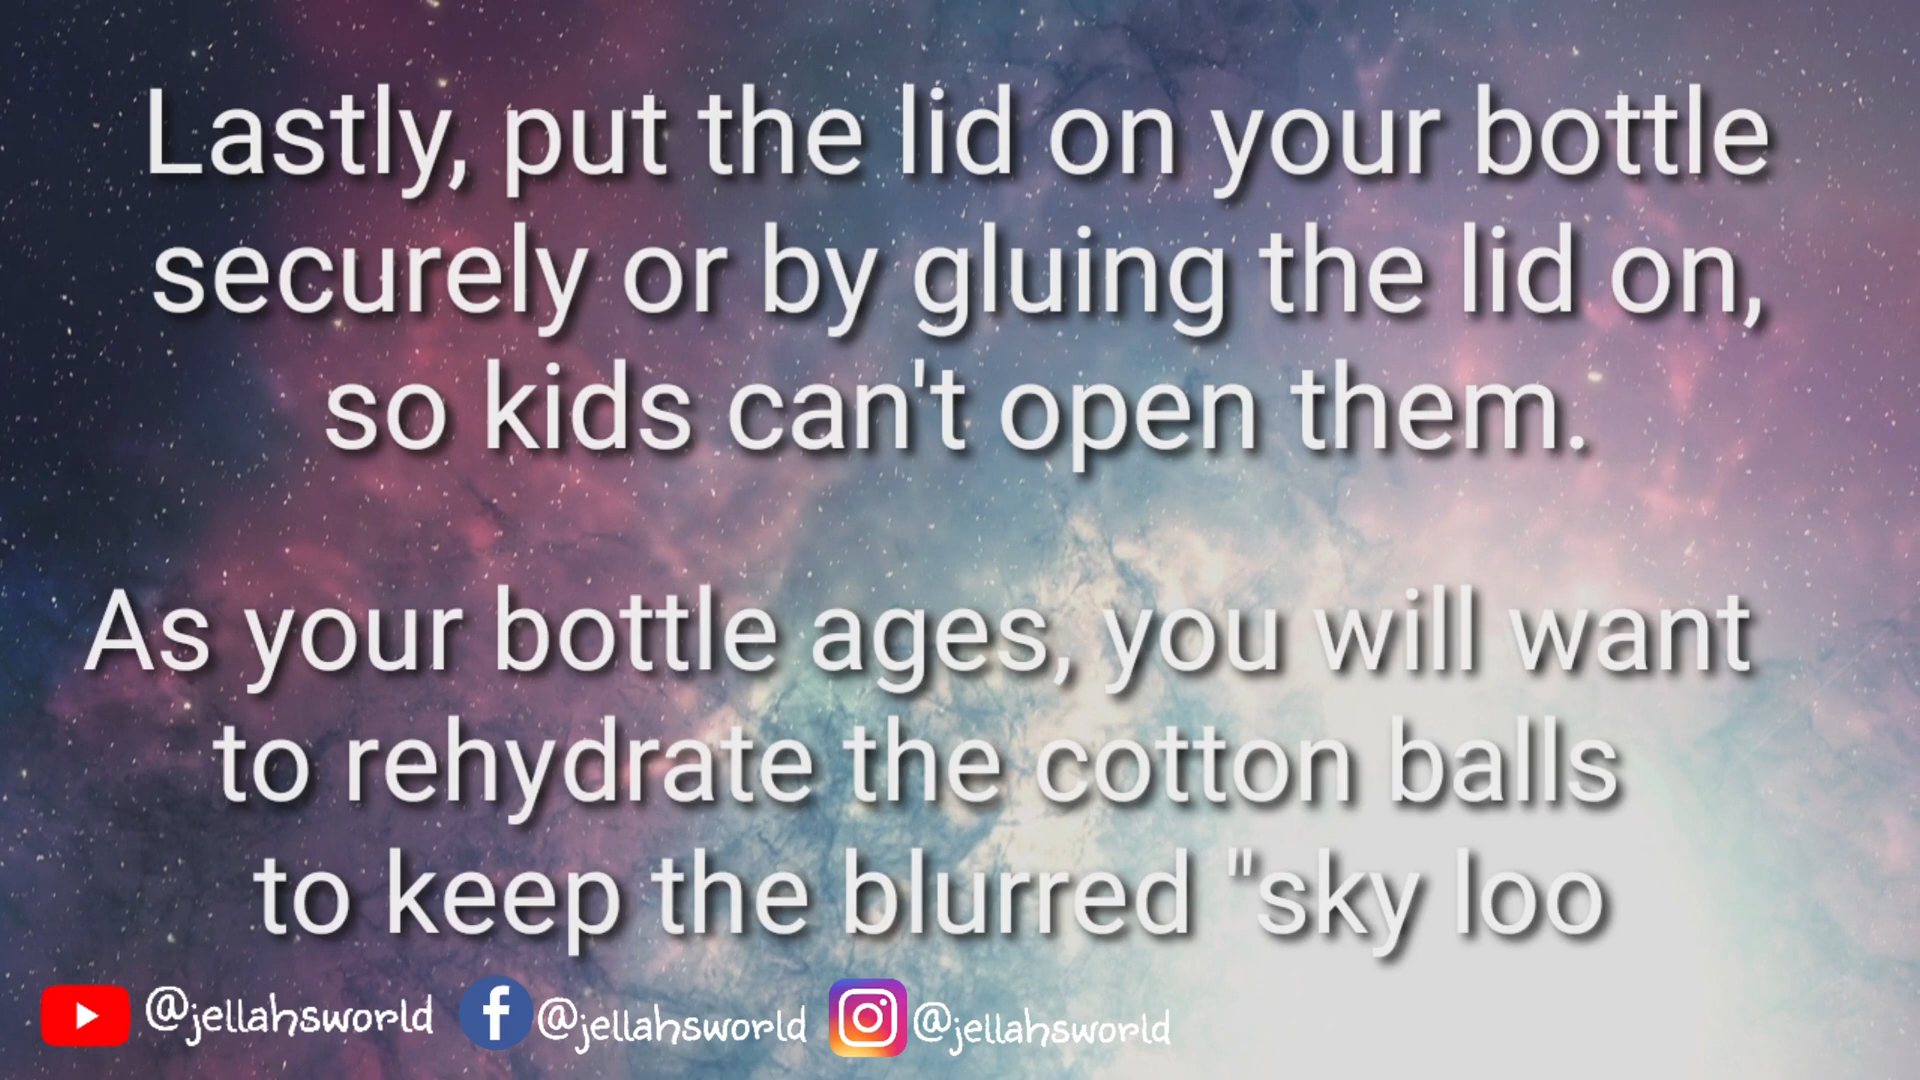 Lastly, put the lid on your bottle
securely or by gluing the lid on,
so kids can't open them.
As your bottle ages, you will want
to rehydrate the cotton balls
to keep the blurred "sky loo
@jellahsworld @jellahsworld @jellahsworld